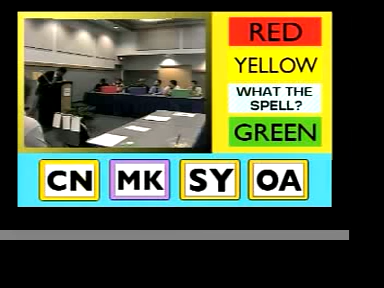 RED
YELLOW
WHAT THE
SPELL?
GREEN
CN MK SY OA